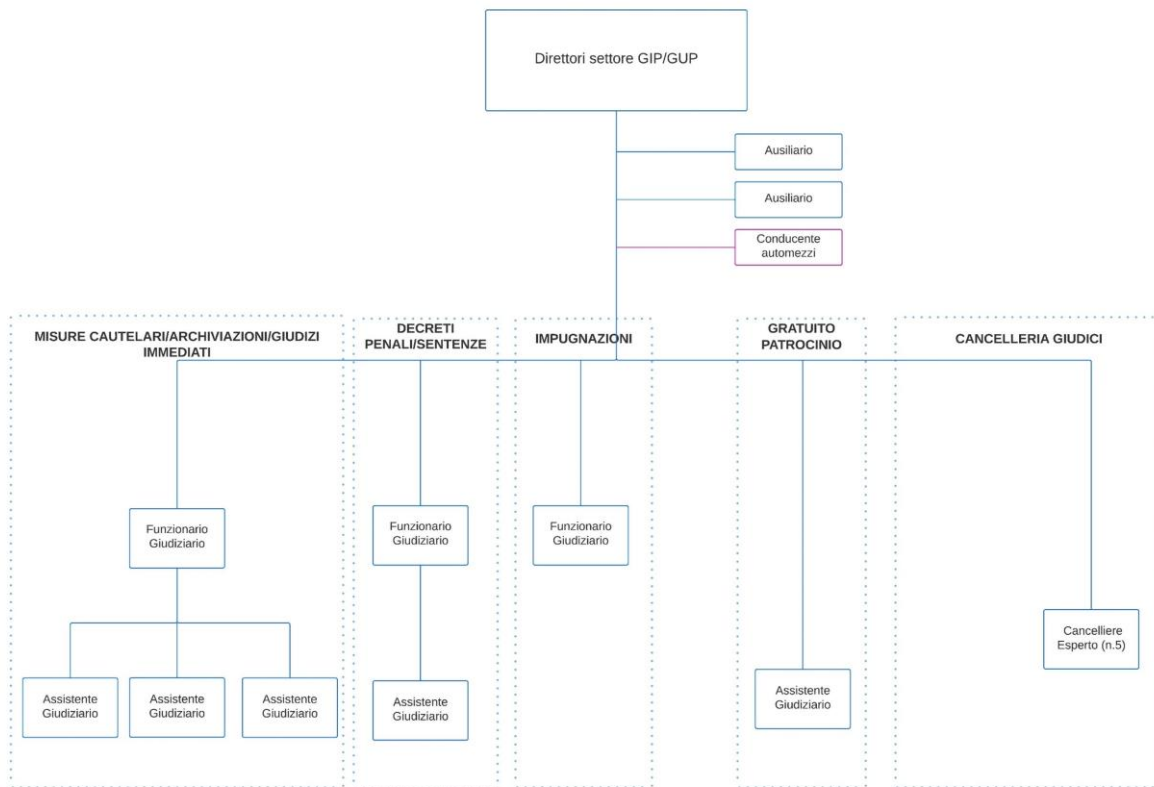 Direttori settore GIP/GUP
Ausiliario
Ausiliario
Conducente
automezzi
MISURE CAUTELARI/ARCHIVIAZIONI/GIUDIZI
IMMEDIATI
DECRETI
PENALI/SENTENZE
IMPUGNAZIONI
GRATUITO
PATROCINIO
CANCELLERIA GIUDICI
Funzionario
Giudiziario
Funzionario
Giudiziario
Funzionario
Giudiziario
Cancelliere
Esperto (n.5)
Assistente
Giudiziario
Assistente
Giudiziario
Assistente
Giudiziario
Assistente
Giudiziario
Assistente
Giudiziario